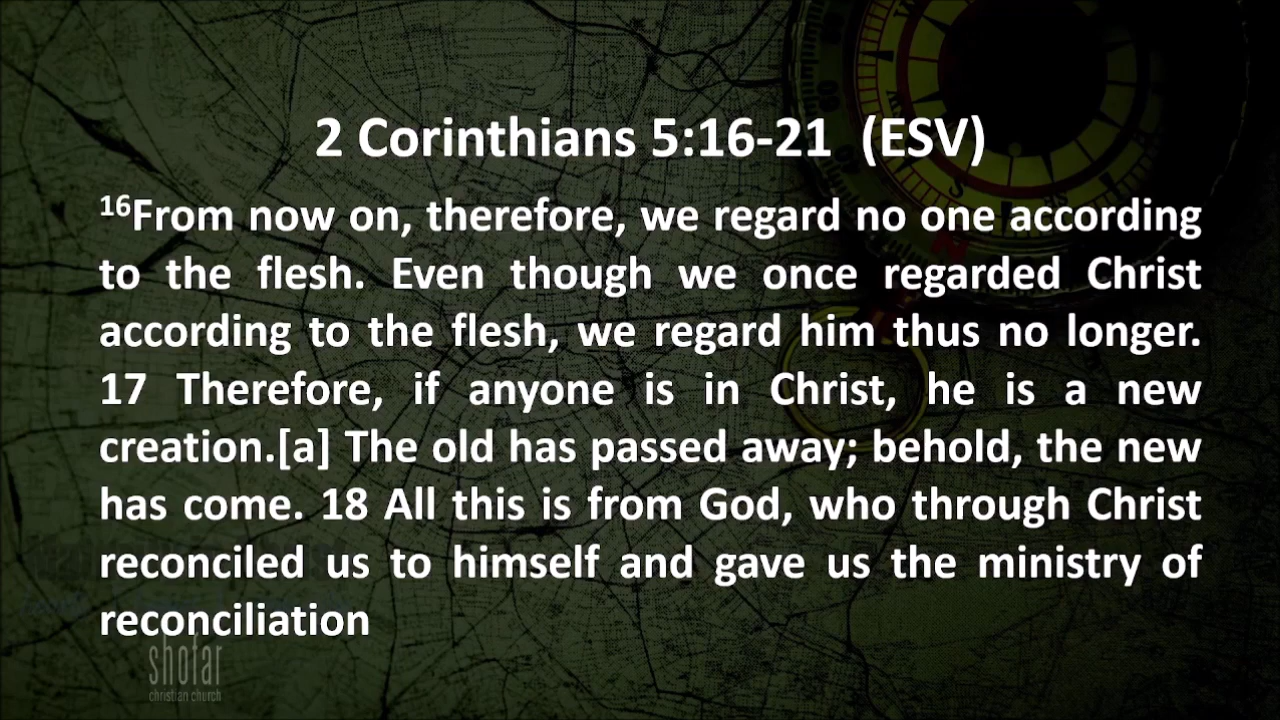 2 Corinthians 5:16-21 (ESV)
16From now on, therefore, we regard no one according
to the flesh. Even though we once regarded Christ
according to the flesh, we regard him thus no longer.
17 Therefore, if anyone is in Christ, he is a new
creation.[a] The old has passed away; behold, the new
has come. 18 All this is from God, who through Christ
reconciled us to himself and gave us the ministry of
reconciliation
shofar
christian church